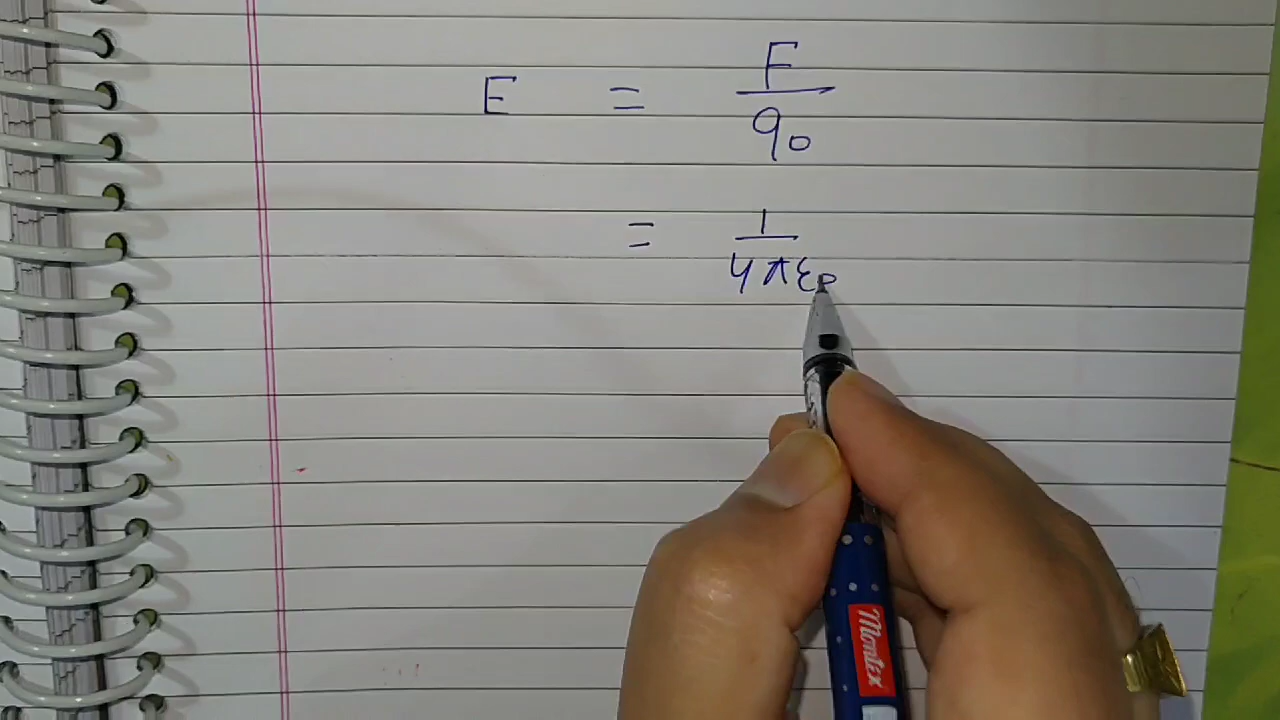 E = F/q₀
= 1/4πε₀
Montex